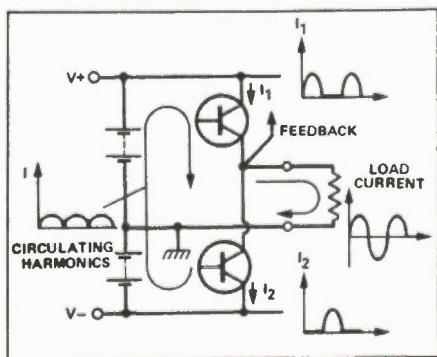 I₁
V+
I₁
FEEDBACK
LOAD
CURRENT
I
CIRCULATING
HARMONICS
I₂
V−
I₂